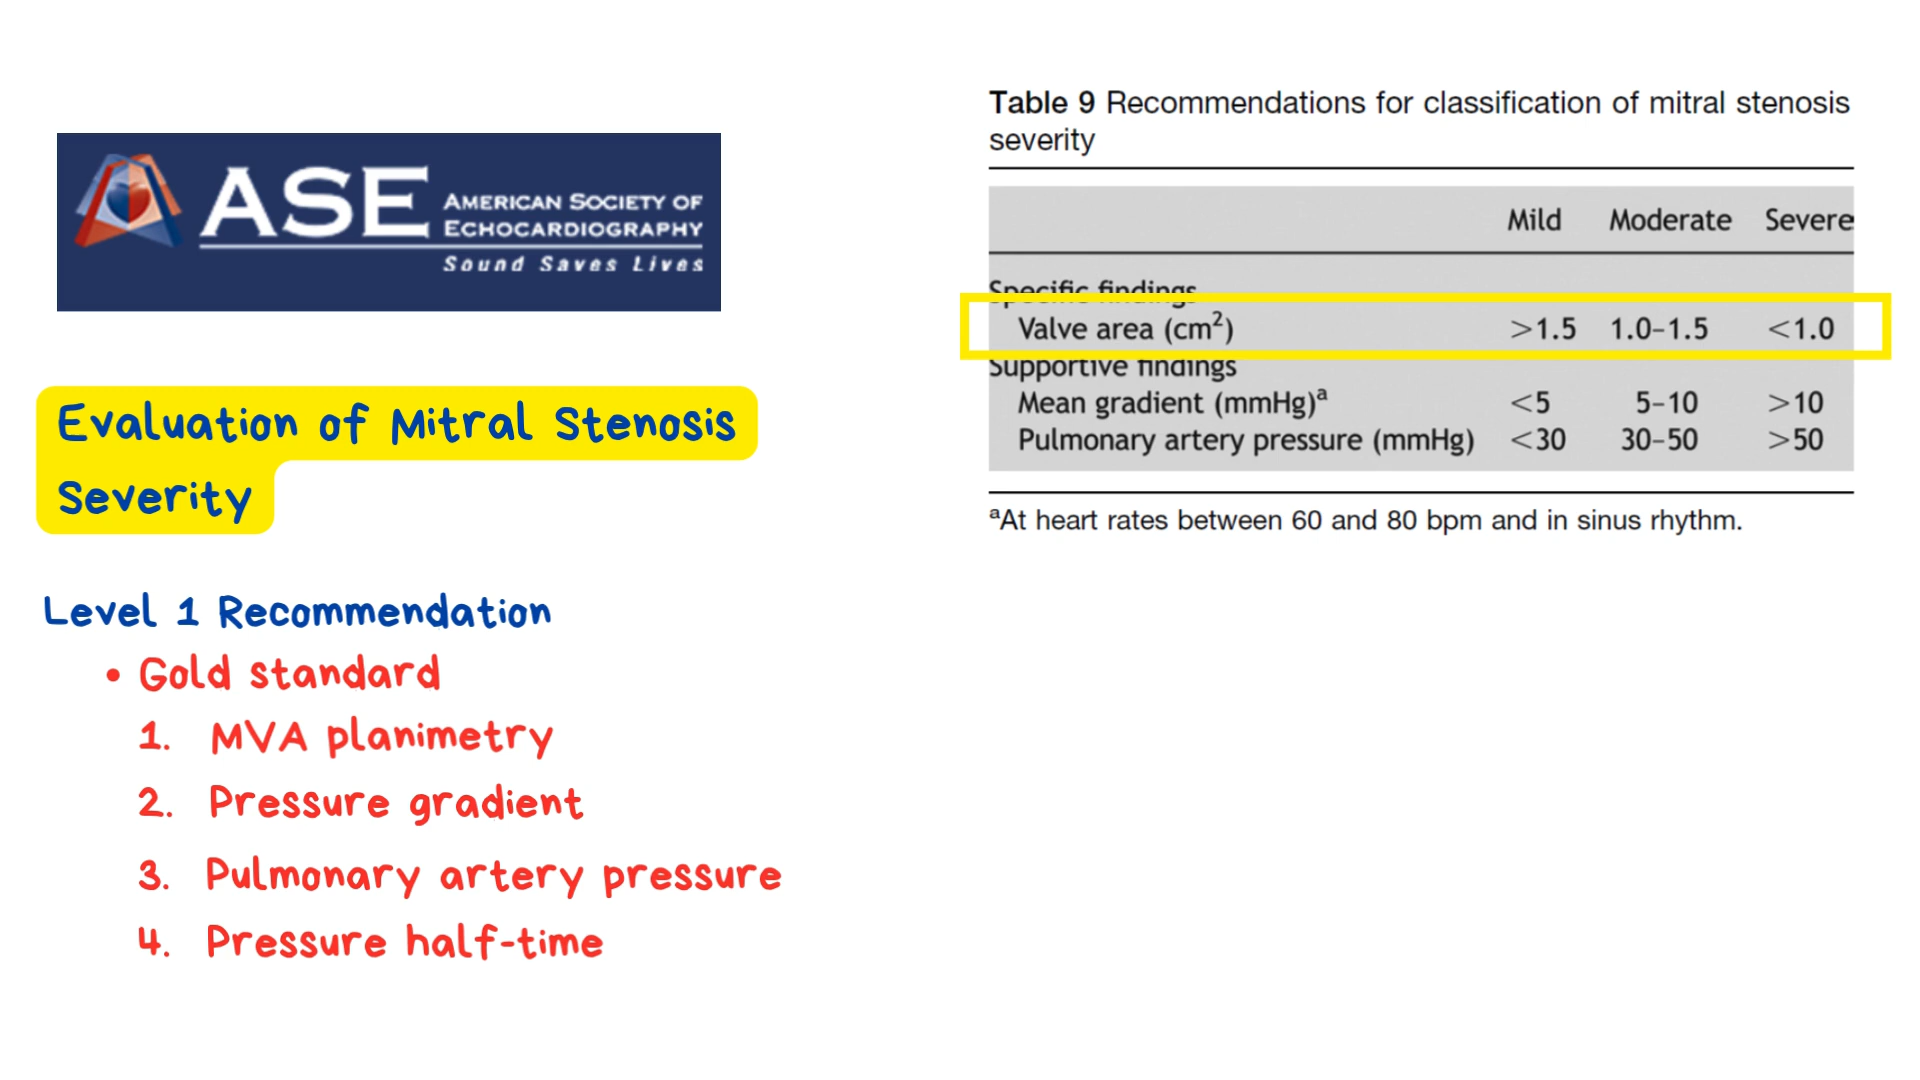 ASE AMERICAN SOCIETY OF
ECHOCARDIOGRAPHY
Sound Saves Lives
Evaluation of Mitral Stenosis
Severity
Level 1 Recommendation
• Gold standard
1. MVA planimetry
2. Pressure gradient
3. Pulmonary artery pressure
4. Pressure half-time
Table 9 Recommendations for classification of mitral stenosis
severity
Mild Moderate Severe
Specific findings
Valve area (cm²) >1.5 1.0–1.5 <1.0
Supportive findings
Mean gradient (mmHg)ᵃ <5 5–10 >10
Pulmonary artery pressure (mmHg) <30 30–50 >50
ᵃAt heart rates between 60 and 80 bpm and in sinus rhythm.